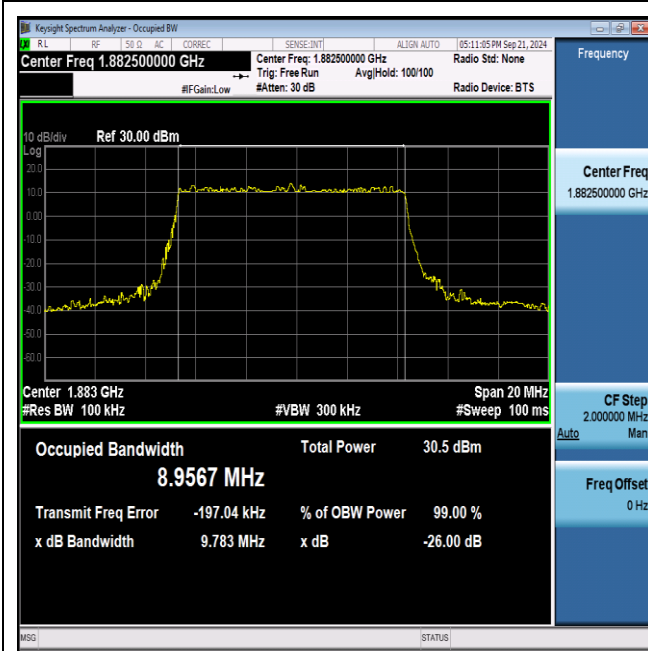 Keysight Spectrum Analyzer - Occupied BW
RL RF 50 Ω AC CORREC SENSE:INT ALIGN AUTO 05:11:05 PM Sep 21, 2024
Center Freq 1.882500000 GHz
Center Freq: 1.882500000 GHz Radio Std: None
Trig: Free Run Avg|Hold: 100/100
#IFGain:Low #Atten: 30 dB Radio Device: BTS
10 dB/div Ref 30.00 dBm
Log
20.0
10.0
0.00
-10.0
-20.0
-30.0
-40.0
-50.0
-60.0
Center 1.883 GHz Span 20 MHz
#Res BW 100 kHz #VBW 300 kHz #Sweep 100 ms
Occupied Bandwidth Total Power 30.5 dBm
8.9567 MHz
Transmit Freq Error -197.04 kHz % of OBW Power 99.00 %
x dB Bandwidth 9.783 MHz x dB -26.00 dB
MSG STATUS
Frequency
Center Freq
1.882500000 GHz
CF Step
2.000000 MHz
Auto Man
Freq Offset
0 Hz